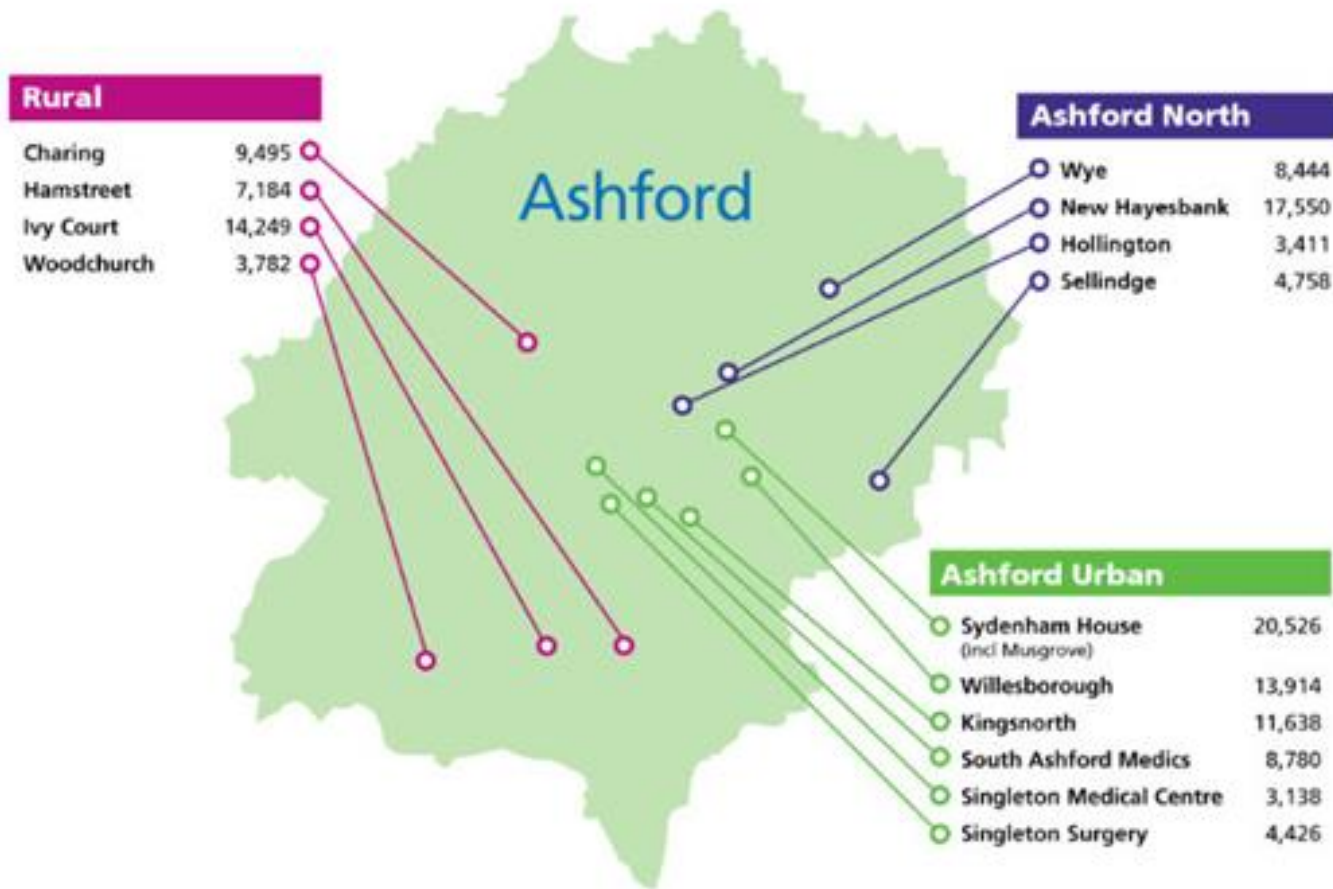 Rural
Charing 9,495
Hamstreet 7,184
Ivy Court 14,249
Woodchurch 3,782
Ashford
Ashford North
Wye 8,444
New Hayesbank 17,550
Hollington 3,411
Sellindge 4,758
Ashford Urban
Sydenham House 20,526
(incl Musgrove)
Willesborough 13,914
Kingsnorth 11,638
South Ashford Medics 8,780
Singleton Medical Centre 3,138
Singleton Surgery 4,426